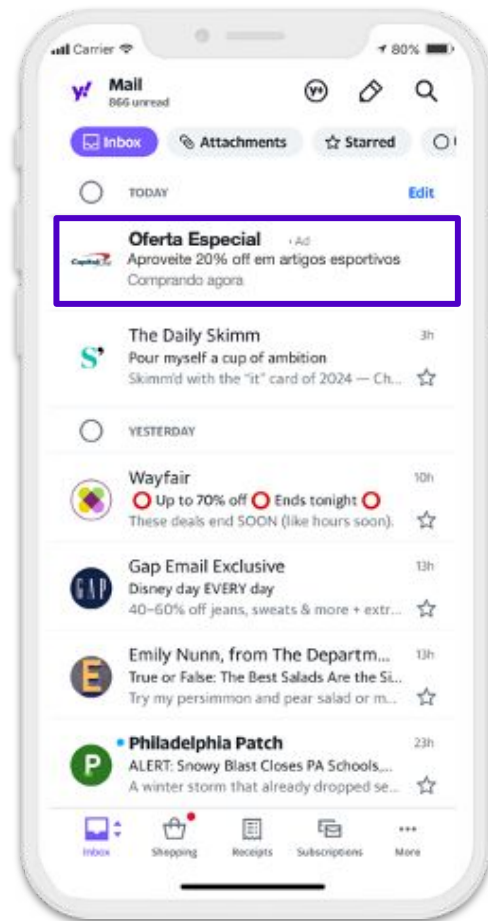 Carrier
80%
y!
Mail
866 unread
y+
Inbox
Attachments
Starred
TODAY
Edit
Oferta Especial
Ad
Aproveite 20% off em artigos esportivos
Comprando agora
S'
The Daily Skimm
3h
Pour myself a cup of ambition
Skimm'd with the "it" card of 2024 — Ch...
YESTERDAY
Wayfair
10h
⭕ Up to 70% off ⭕ Ends tonight ⭕
These deals end SOON (like hours soon).
GAP
Gap Email Exclusive
13h
Disney day EVERY day
40–60% off jeans, sweats & more + extr...
E
Emily Nunn, from The Departm...
13h
True or False: The Best Salads Are the Si...
Try my persimmon and pear salad or m...
P
Philadelphia Patch
23h
ALERT: Snowy Blast Closes PA Schools,...
A winter storm that already dropped se...
Inbox
Shopping
Receipts
Subscriptions
More